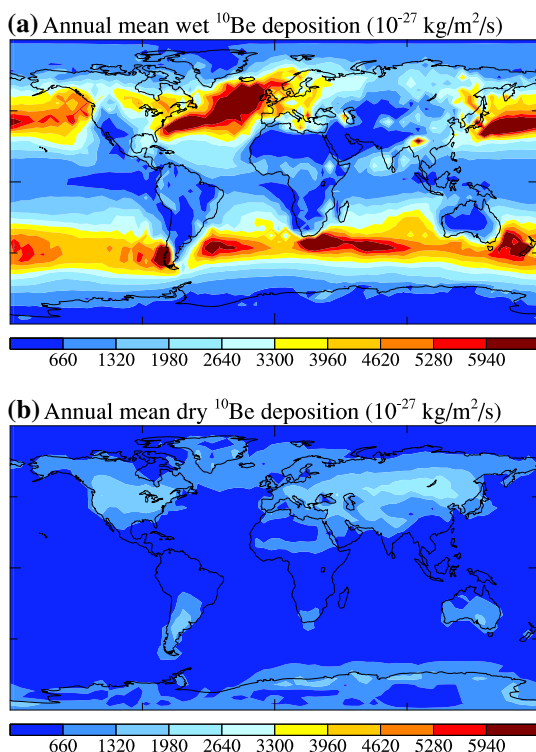 (a) Annual mean wet ¹⁰Be deposition (10⁻²⁷ kg/m²/s)
660 1320 1980 2640 3300 3960 4620 5280 5940
(b) Annual mean dry ¹⁰Be deposition (10⁻²⁷ kg/m²/s)
660 1320 1980 2640 3300 3960 4620 5280 5940